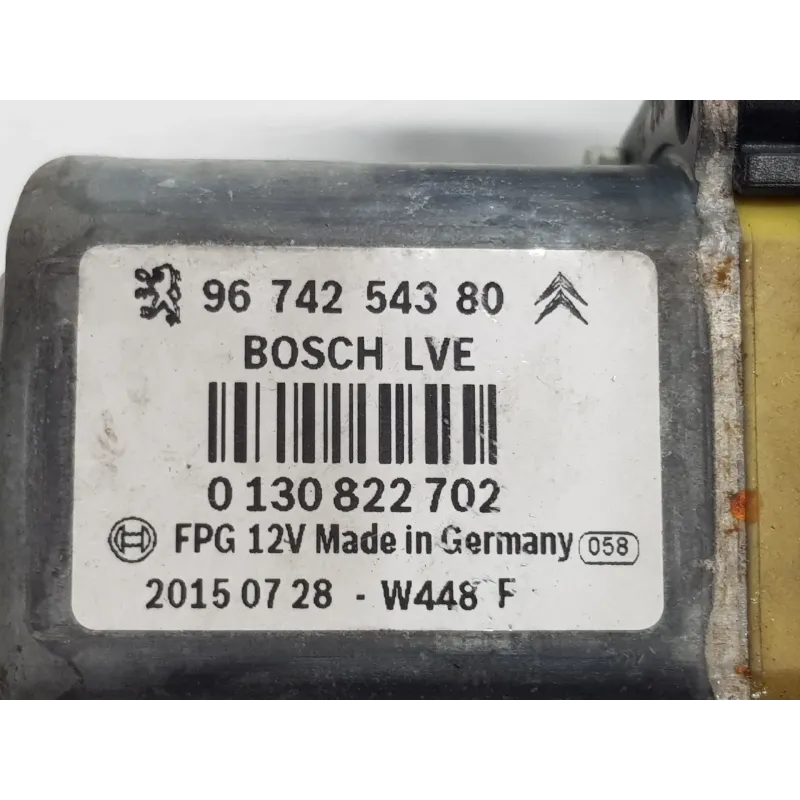 96 742 543 80
BOSCH LVE
0 130 822 702
FPG 12V Made in Germany 058
2015 07 28 - W448 F